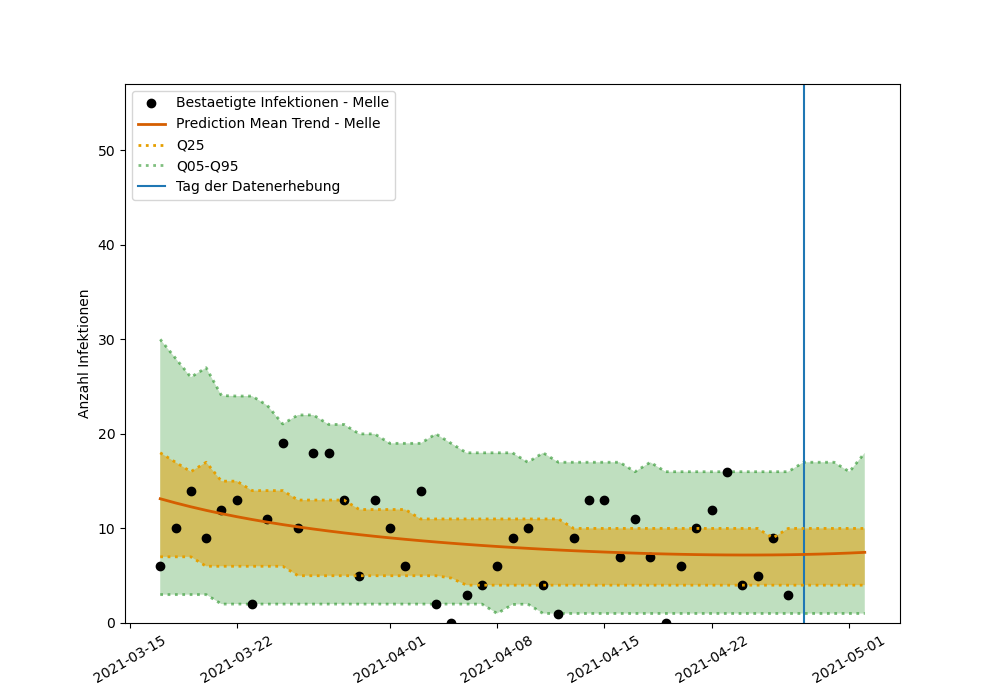 Bestaetigte Infektionen - Melle
Prediction Mean Trend - Melle
Q25
Q05-Q95
Tag der Datenerhebung
Anzahl Infektionen
50
40
30
20
10
0
2021-03-15
2021-03-22
2021-04-01
2021-04-08
2021-04-15
2021-04-22
2021-05-01